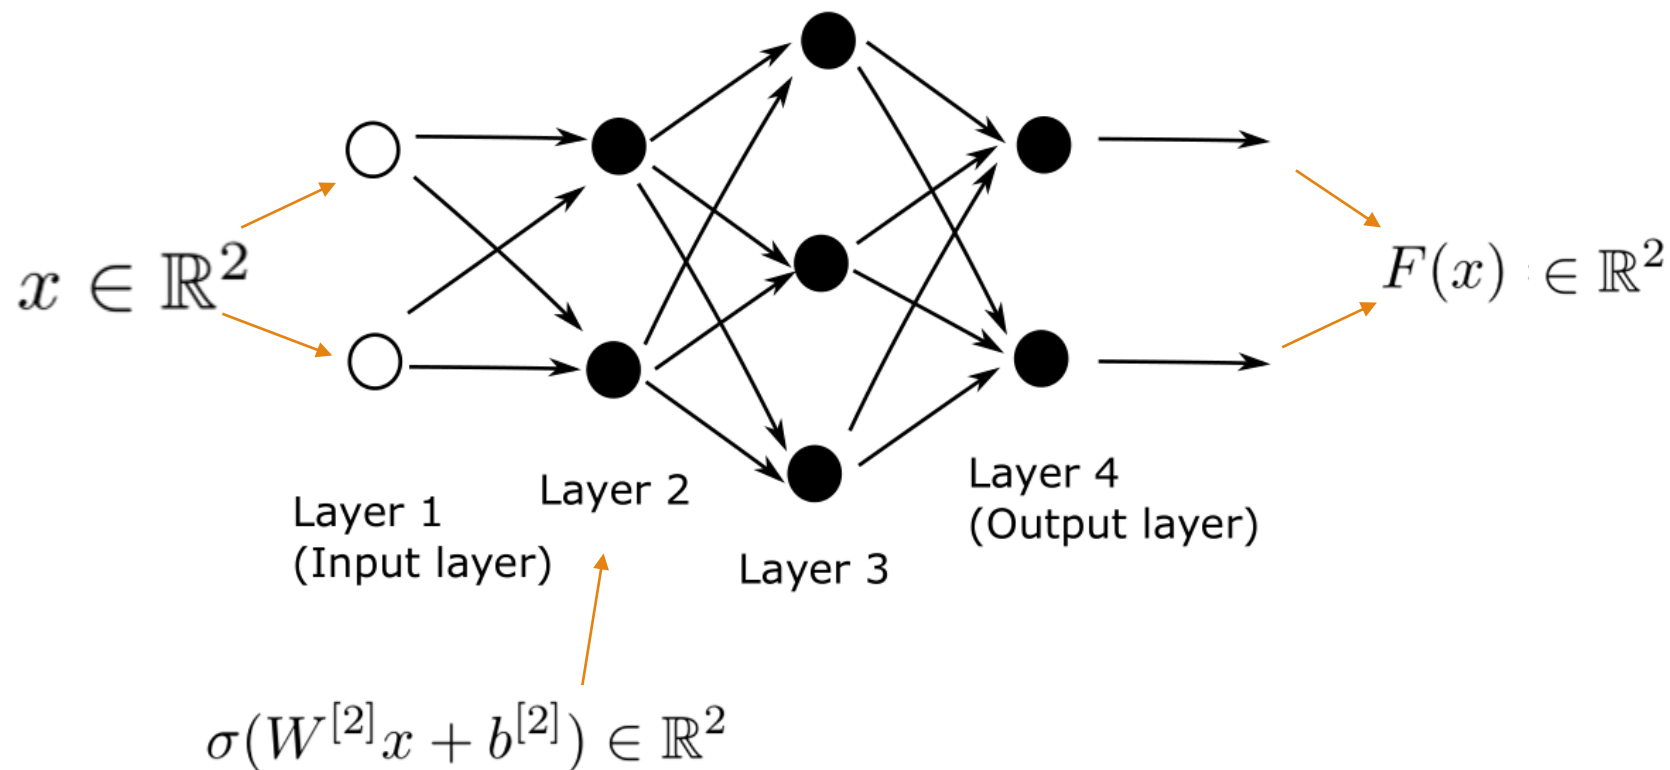 x ∈ ℝ²
F(x) ∈ ℝ²
Layer 1
(Input layer)
Layer 2
Layer 3
Layer 4
(Output layer)
σ(W^{[2]}x + b^{[2]}) ∈ ℝ²